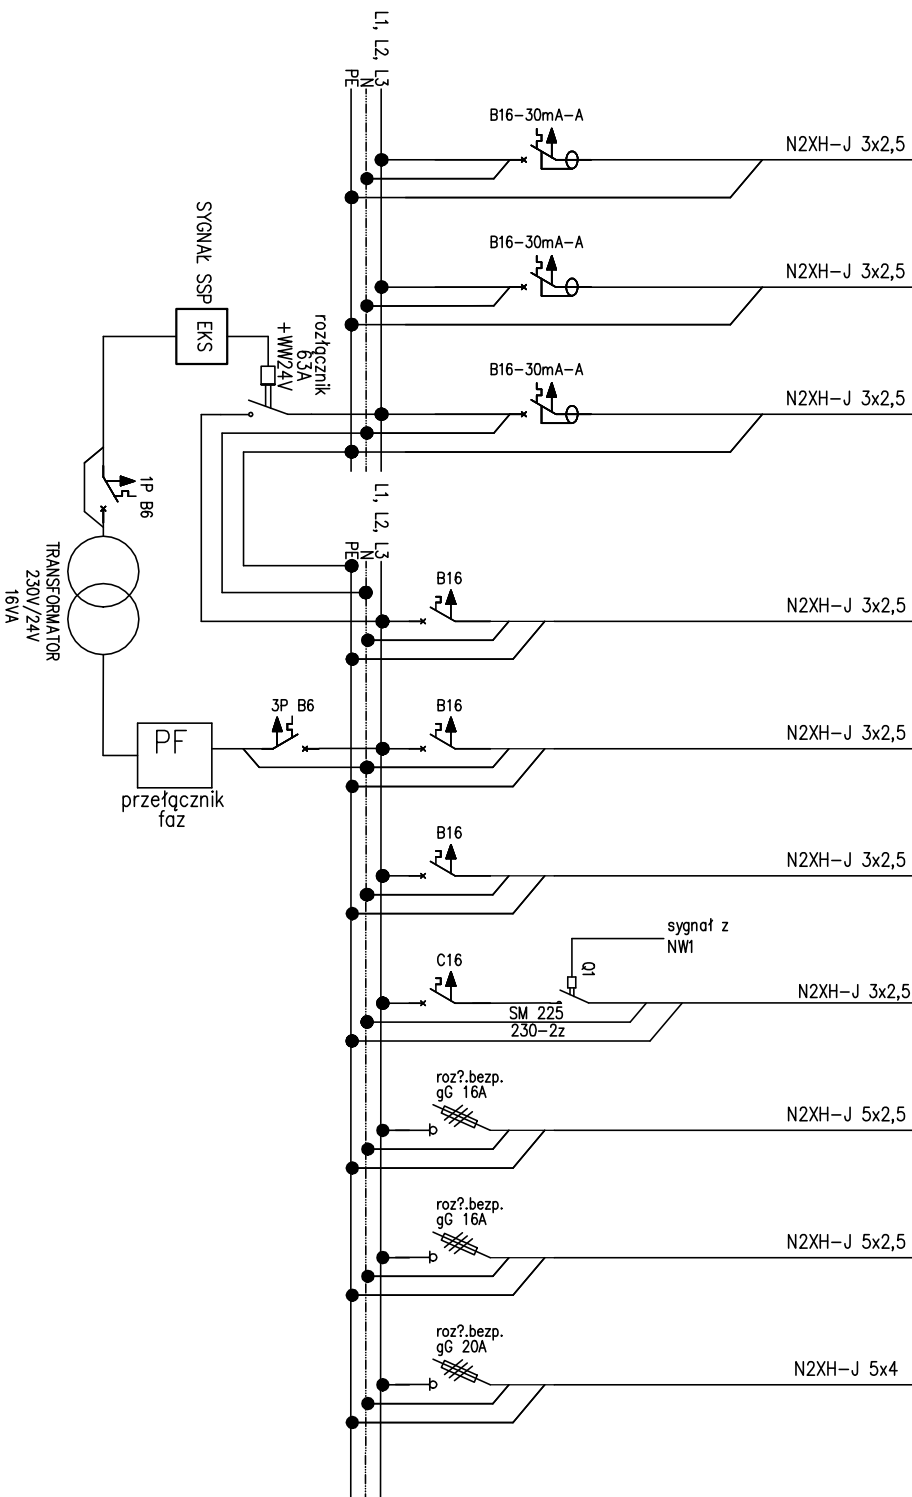 L1, L2, L3
N
PE
B16-30mA-A
N2XH-J 3x2,5
B16-30mA-A
N2XH-J 3x2,5
SYGNAŁ SSP
EKS
rozłącznik
63A
+WW24V
B16-30mA-A
N2XH-J 3x2,5
1P B6
L1, L2, L3
N
PE
TRANSFORMATOR
230V/24V
16VA
B16
N2XH-J 3x2,5
PF
przełącznik
faz
3P B6
B16
N2XH-J 3x2,5
B16
N2XH-J 3x2,5
sygnał z
NW1
Q1
C16
SM 225
230-2z
N2XH-J 3x2,5
roz?.bezp.
gG 16A
N2XH-J 5x2,5
roz?.bezp.
gG 16A
N2XH-J 5x2,5
roz?.bezp.
gG 20A
N2XH-J 5x4